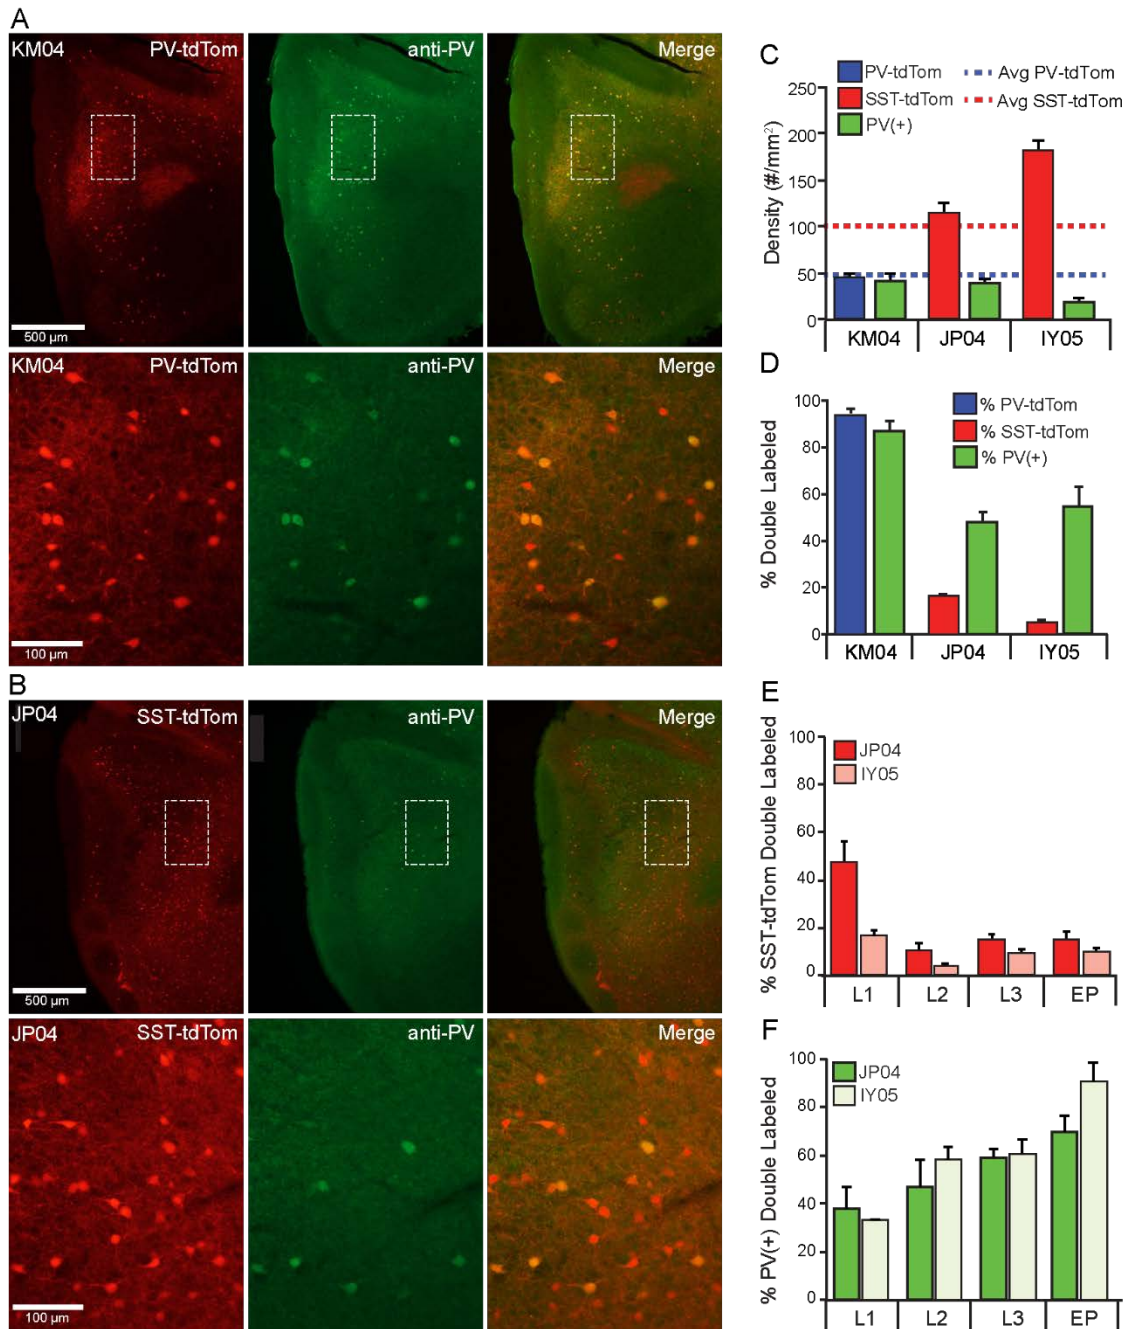 A
KM04 PV-tdTom
anti-PV
Merge
500 µm
KM04 PV-tdTom
anti-PV
Merge
100 µm
B
JP04 SST-tdTom
anti-PV
Merge
500 µm
JP04 SST-tdTom
anti-PV
Merge
100 µm
C
PV-tdTom
SST-tdTom
PV(+)
Avg PV-tdTom
Avg SST-tdTom
Density (#/mm²)
250
200
150
100
50
0
KM04 JP04 IY05
D
% PV-tdTom
% SST-tdTom
% PV(+)
% Double Labeled
100
80
60
40
20
0
KM04 JP04 IY05
E
JP04
IY05
% SST-tdTom Double Labeled
100
80
60
40
20
0
L1 L2 L3 EP
F
JP04
IY05
% PV(+) Double Labeled
100
80
60
40
20
0
L1 L2 L3 EP